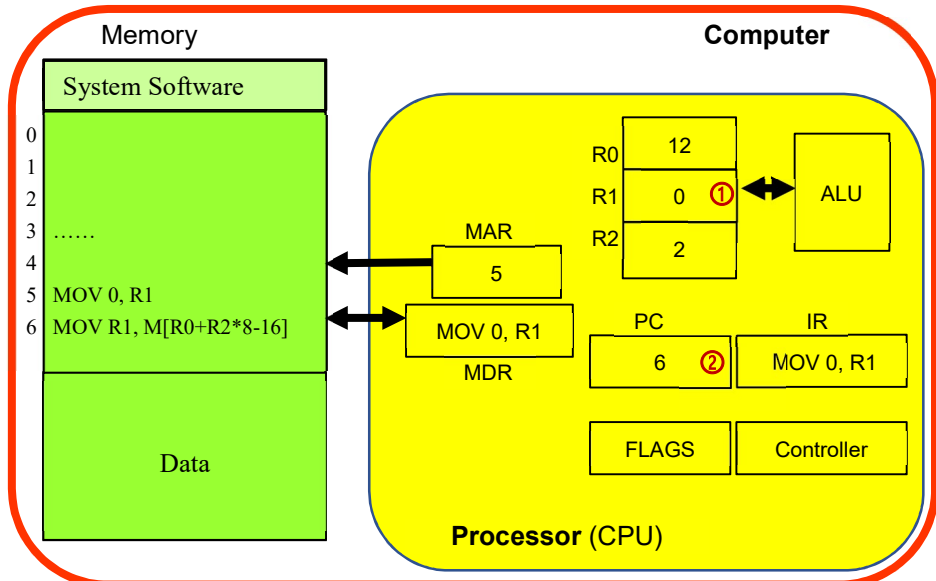 Memory
Computer
System Software
0
1
2
3 ……
4
5 MOV 0, R1
6 MOV R1, M[R0+R2*8-16]
Data
R0 12
R1 0 ①
R2 2
ALU
MAR
5
MOV 0, R1
MDR
PC
6 ②
IR
MOV 0, R1
FLAGS
Controller
Processor (CPU)